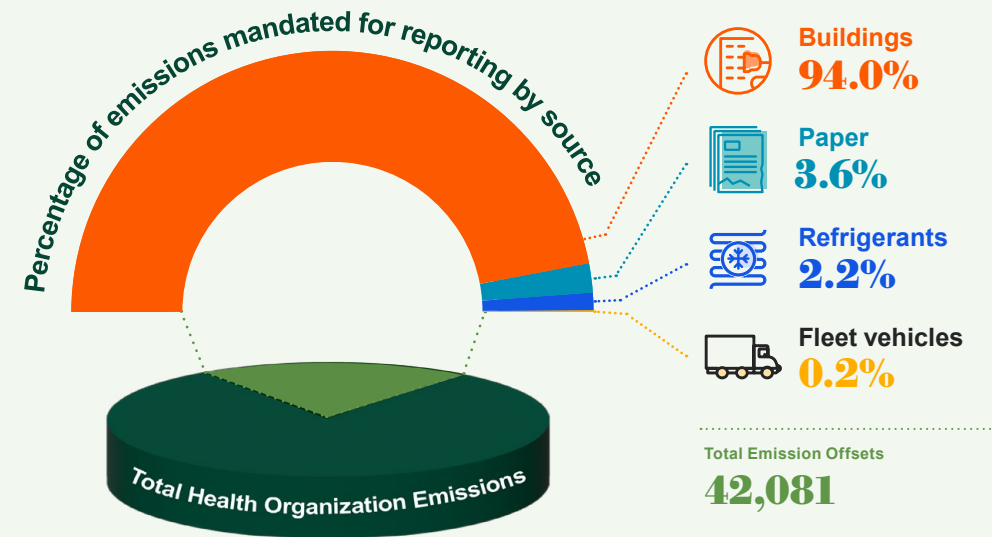 Percentage of emissions mandated for reporting by source
Buildings
94.0%
Paper
3.6%
Refrigerants
2.2%
Fleet vehicles
0.2%
Total Emission Offsets
42,081
Total Health Organization Emissions